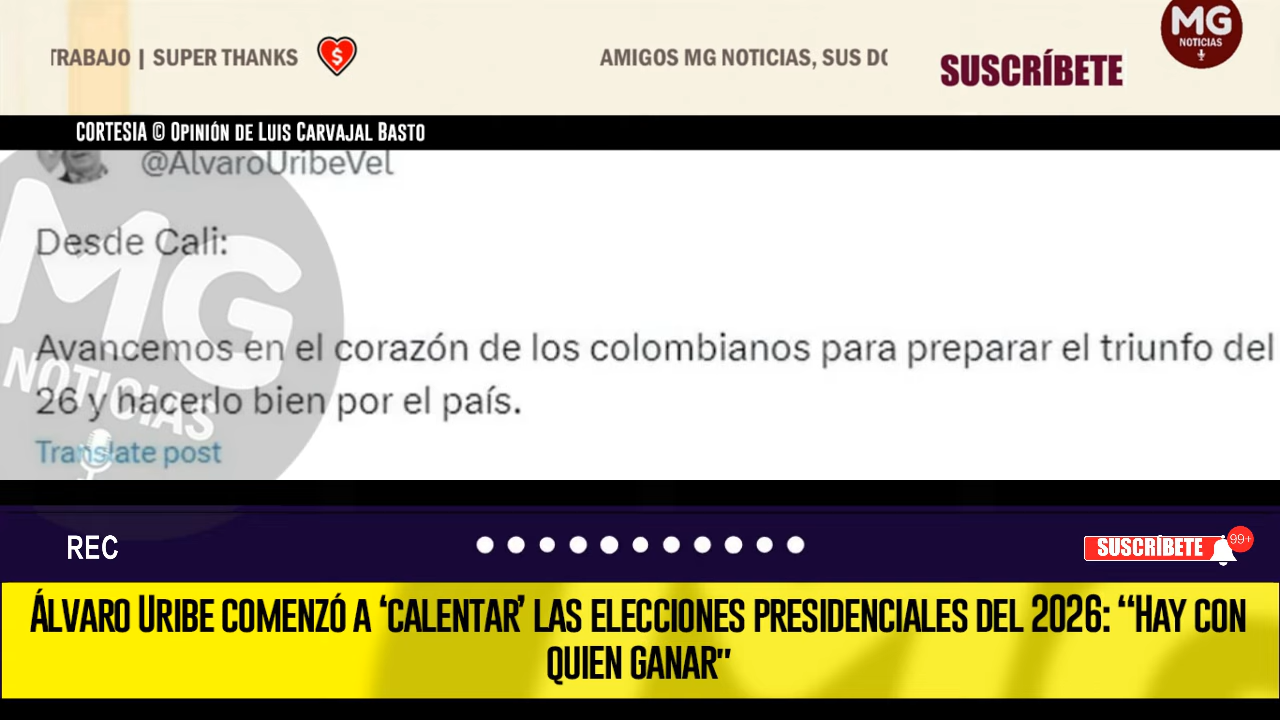 TRABAJO | SUPER THANKS
AMIGOS MG NOTICIAS, SUS DO
SUSCRÍBETE
MG
NOTICIAS
CORTESIA © Opinión de Luis Carvajal Basto
@AlvaroUribeVel
Desde Cali:
Avancemos en el corazón de los colombianos para preparar el triunfo del
26 y hacerlo bien por el país.
Translate post
MG
NOTICIAS
REC
SUSCRÍBETE
99+
Álvaro Uribe comenzó a ‘calentar’ las elecciones presidenciales del 2026: “Hay con
quien ganar”